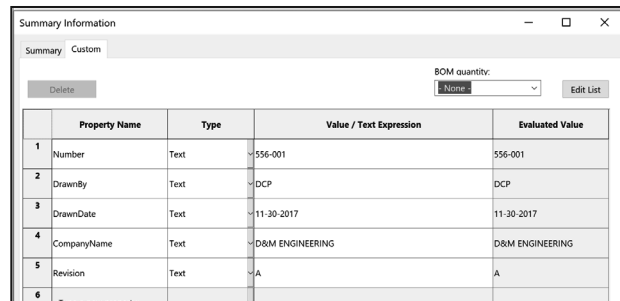 Summary Information
Summary Custom
BOM quantity:
Delete - None - Edit List
Property Name Type Value / Text Expression Evaluated Value
1 Number Text 556-001 556-001
2 DrawnBy Text DCP DCP
3 DrawnDate Text 11-30-2017 11-30-2017
4 CompanyName Text D&M ENGINEERING D&M ENGINEERING
5 Revision Text A A
6